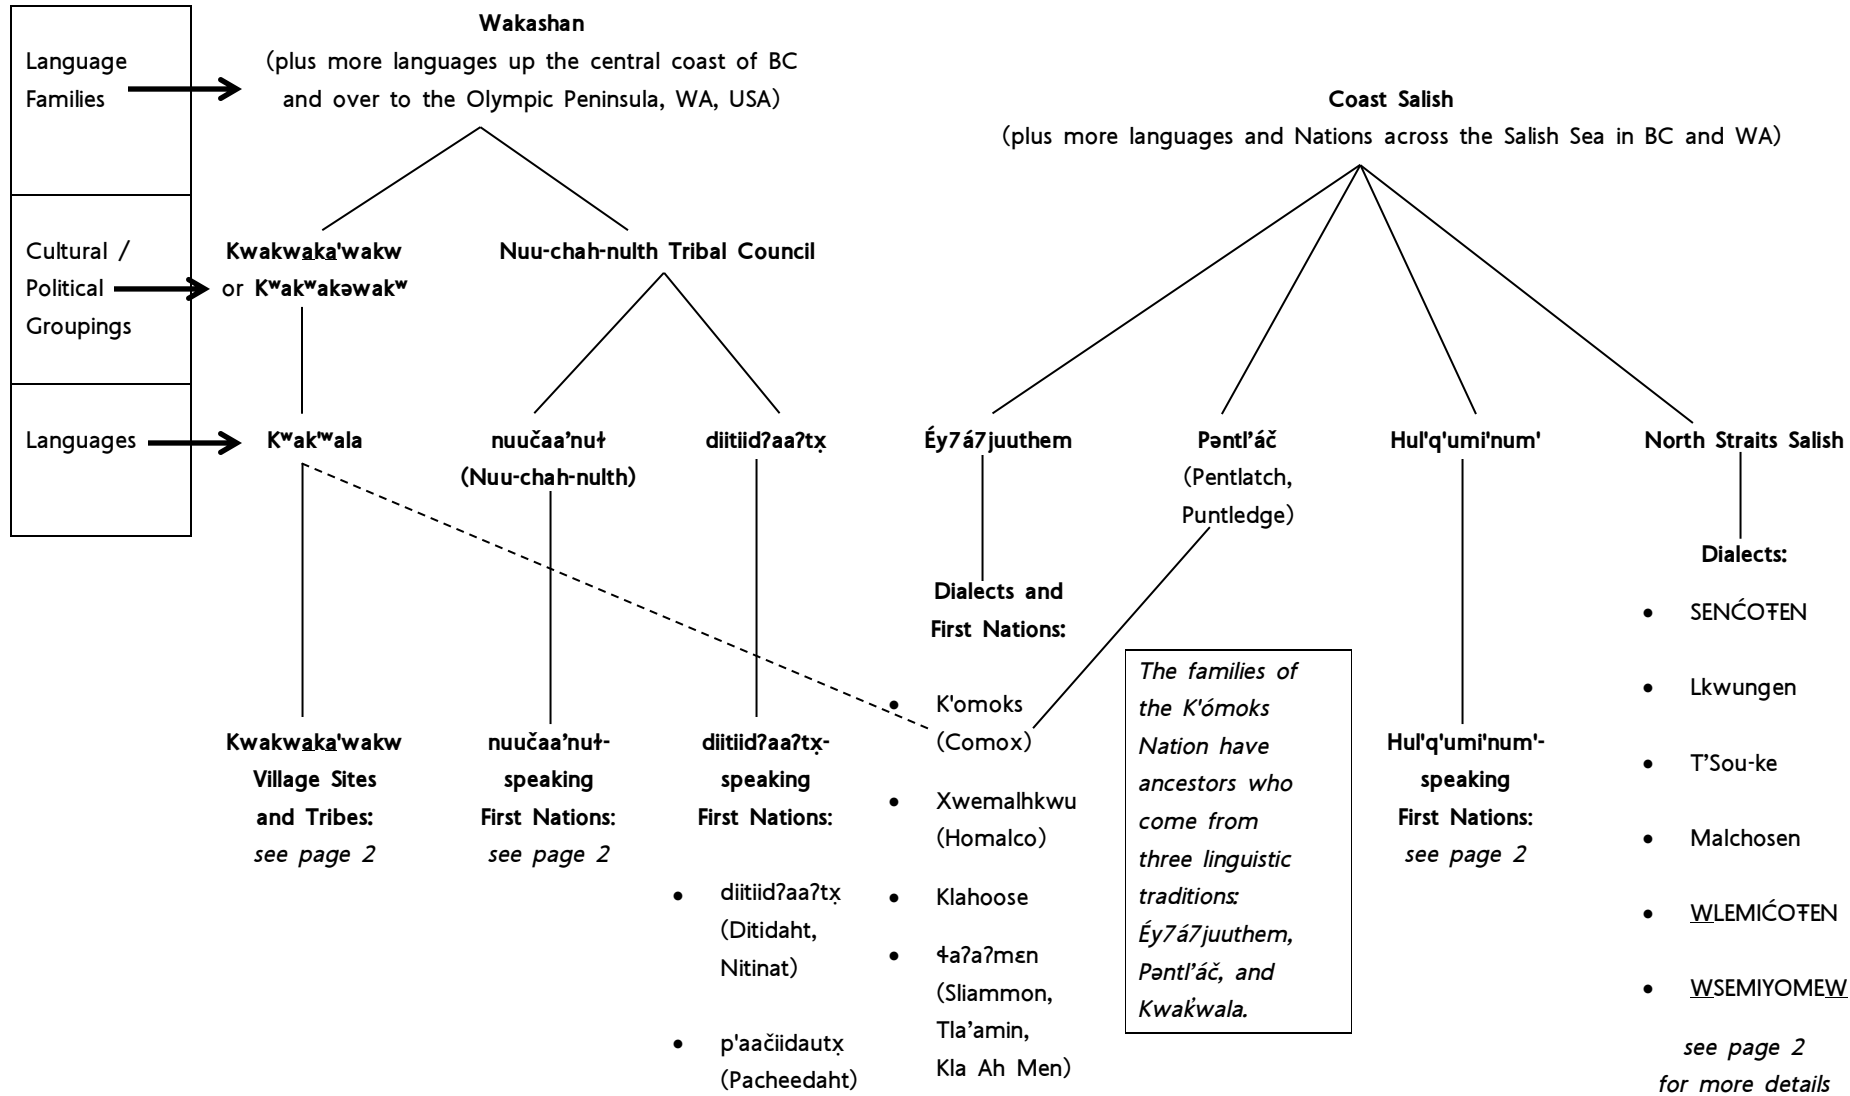 Language
Families
Cultural /
Political
Groupings
Languages
Wakashan
(plus more languages up the central coast of BC
and over to the Olympic Peninsula, WA, USA)
Coast Salish
(plus more languages and Nations across the Salish Sea in BC and WA)
Kwakwa̱ka̱'wakw
or Kʷakʷakəwakʷ
Nuu-chah-nulth Tribal Council
Kʷak'ʷala
nuučaa’nuɫ
(Nuu-chah-nulth)
diitiidʔaaʔtx̣
Éy7á7juuthem
Pəntl’áč
(Pentlatch,
Puntledge)
Hul'q'umi'num'
North Straits Salish
Kwakwa̱ka̱'wakw
Village Sites
and Tribes:
see page 2
nuučaa’nuɫ-
speaking
First Nations:
see page 2
diitiidʔaaʔtx̣-
speaking
First Nations:
• diitiidʔaaʔtx̣
(Ditidaht,
Nitinat)
• p'aačiidautx̣
(Pacheedaht)
Dialects and
First Nations:
• K'omoks
(Comox)
• Xwemalhkwu
(Homalco)
• Klahoose
• ɬaʔaʔmɛn
(Sliammon,
Tla’amin,
Kla Ah Men)
The families of
the K'ómoks
Nation have
ancestors who
come from
three linguistic
traditions:
Éy7á7juuthem,
Pəntl’áč, and
Kwak̓wala.
Hul'q'umi'num'-
speaking
First Nations:
see page 2
Dialects:
• SENĆOŦEN
• Lkwungen
• T’Sou-ke
• Malchosen
• W̱LEMIĆOŦEN
• W̱SEMIYOMEW̱
see page 2
for more details